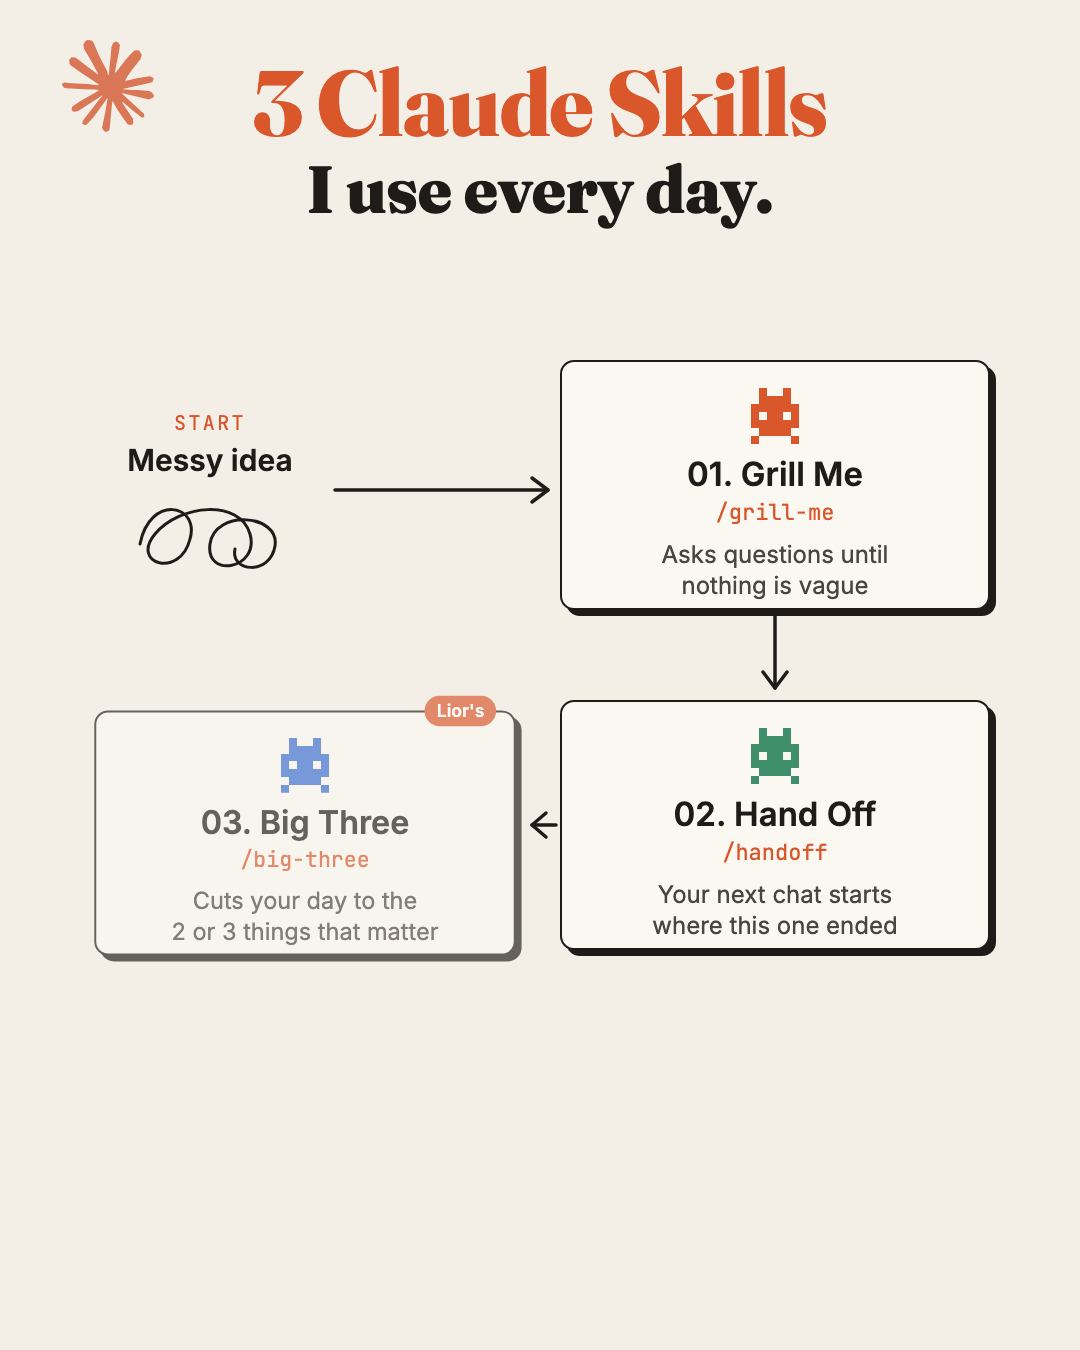 3 Claude Skills
I use every day.
START
Messy idea
01. Grill Me
/grill-me
Asks questions until
nothing is vague
02. Hand Off
/handoff
Your next chat starts
where this one ended
Lior's
03. Big Three
/big-three
Cuts your day to the
2 or 3 things that matter